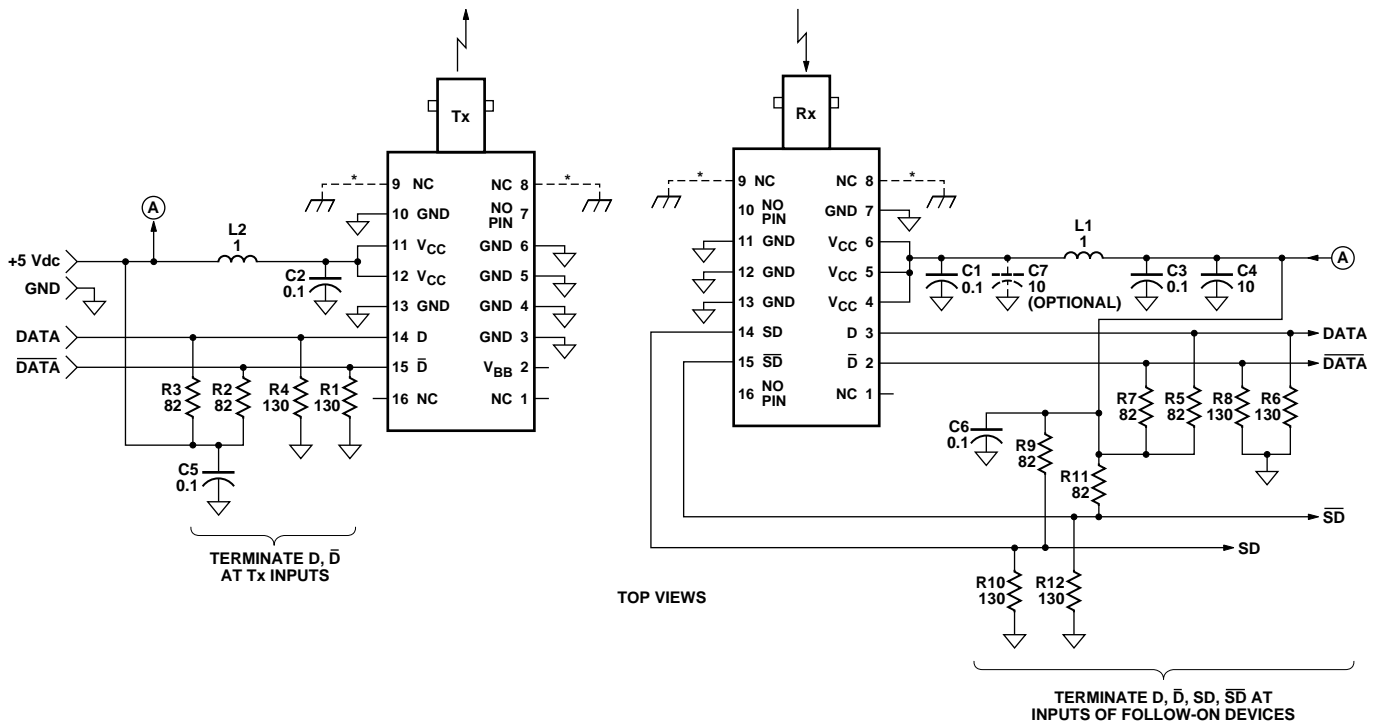 Tx
Rx
9 NC
NC 8
10 GND
NO PIN 7
11 VCC
GND 6
12 VCC
GND 5
13 GND
GND 4
14 D
GND 3
15 D̅
VBB 2
16 NC
NC 1
*
*
A
+5 Vdc
GND
DATA
D̅A̅T̅A̅
L2
1
C2
0.1
R3
82
R2
82
R4
130
R1
130
C5
0.1
TERMINATE D, D̅
AT Tx INPUTS
9 NC
NC 8
10 NO PIN
GND 7
11 GND
VCC 6
12 GND
VCC 5
13 GND
VCC 4
14 SD
D 3
15 S̅D̅
D̅ 2
16 NO PIN
NC 1
*
*
L1
1
C1
0.1
C7
10
(OPTIONAL)
C3
0.1
C4
10
A
DATA
D̅A̅T̅A̅
R7
82
R5
82
R8
130
R6
130
C6
0.1
R9
82
R11
82
S̅D̅
SD
R10
130
R12
130
TOP VIEWS
TERMINATE D, D̅, SD, S̅D̅ AT
INPUTS OF FOLLOW-ON DEVICES